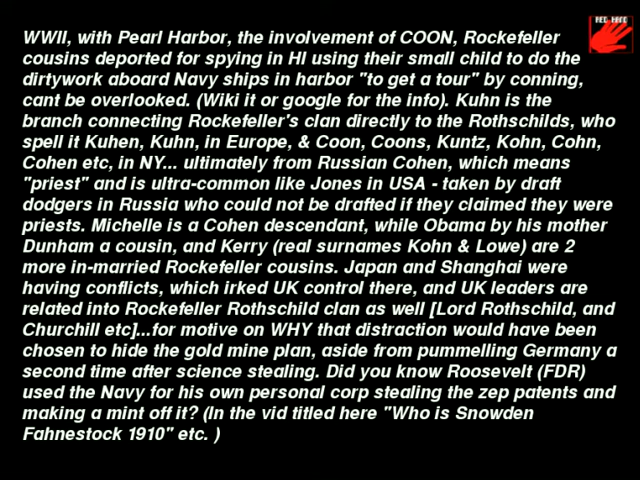 RED HAND
WWII, with Pearl Harbor, the involvement of COON, Rockefeller
cousins deported for spying in HI using their small child to do the
dirtywork aboard Navy ships in harbor "to get a tour" by conning,
cant be overlooked. (Wiki it or google for the info). Kuhn is the
branch connecting Rockefeller's clan directly to the Rothschilds, who
spell it Kuhen, Kuhn, in Europe, & Coon, Coons, Kuntz, Kohn, Cohn,
Cohen etc, in NY... ultimately from Russian Cohen, which means
"priest" and is ultra-common like Jones in USA - taken by draft
dodgers in Russia who could not be drafted if they claimed they were
priests. Michelle is a Cohen descendant, while Obama by his mother
Dunham a cousin, and Kerry (real surnames Kohn & Lowe) are 2
more in-married Rockefeller cousins. Japan and Shanghai were
having conflicts, which irked UK control there, and UK leaders are
related into Rockefeller Rothschild clan as well [Lord Rothschild, and
Churchill etc]...for motive on WHY that distraction would have been
chosen to hide the gold mine plan, aside from pummelling Germany a
second time after science stealing. Did you know Roosevelt (FDR)
used the Navy for his own personal corp stealing the zep patents and
making a mint off it? (In the vid titled here "Who is Snowden
Fahnestock 1910" etc. )